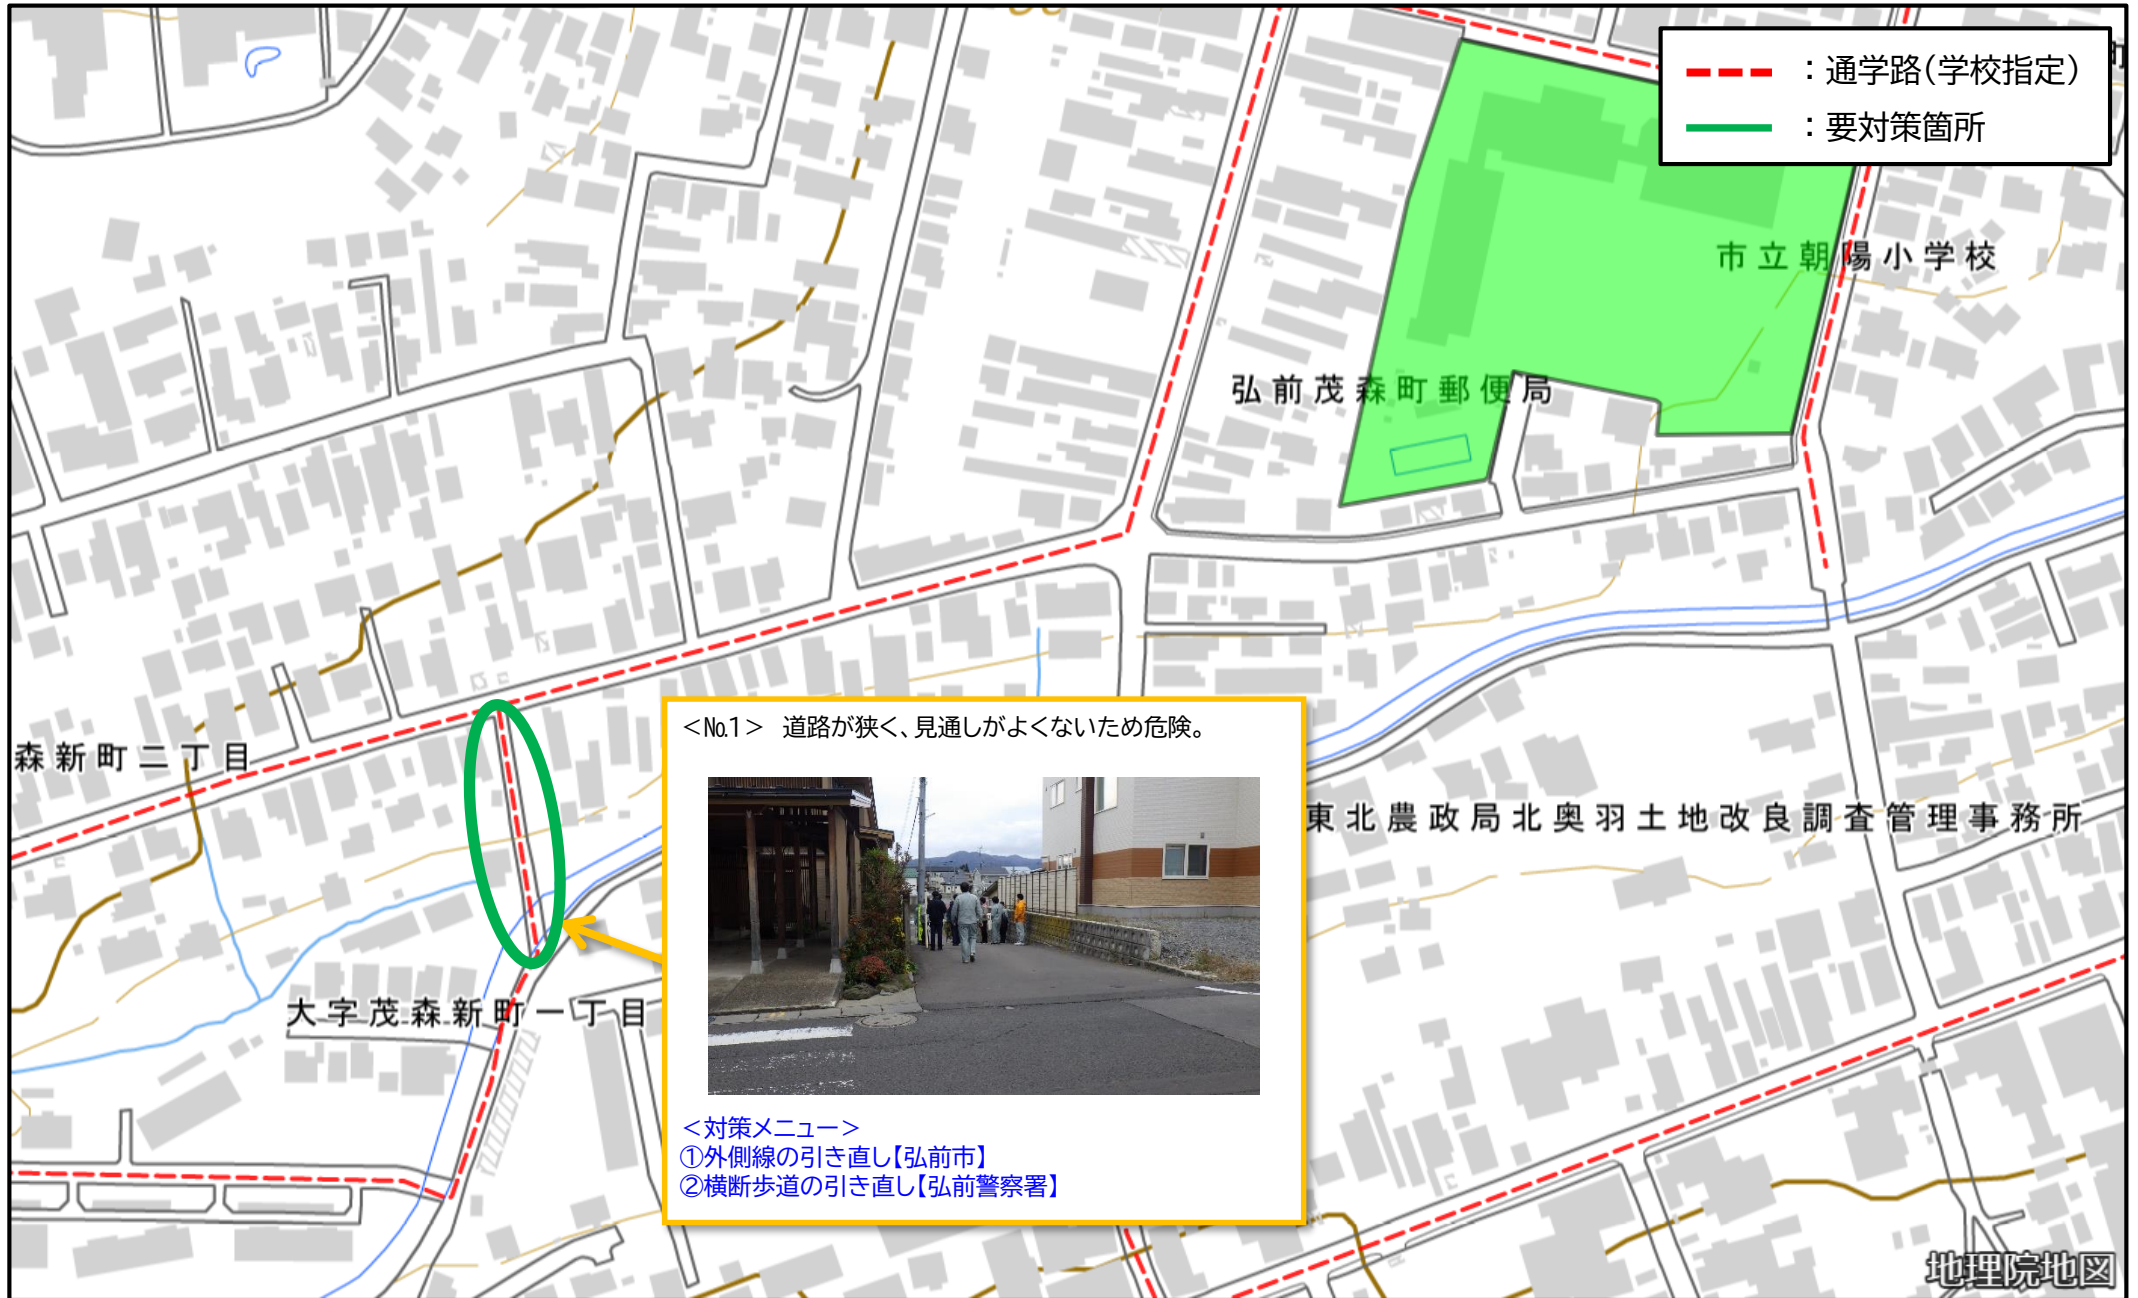 ：通学路(学校指定)
：要対策箇所
市立朝陽小学校
弘前茂森町郵便局
森新町二丁目
＜№1＞　道路が狭く、見通しがよくないため危険。
東北農政局北奥羽土地改良調査管理事務所
大字茂森新町一丁目
＜対策メニュー＞
①外側線の引き直し【弘前市】
②横断歩道の引き直し【弘前警察署】
地理院地図